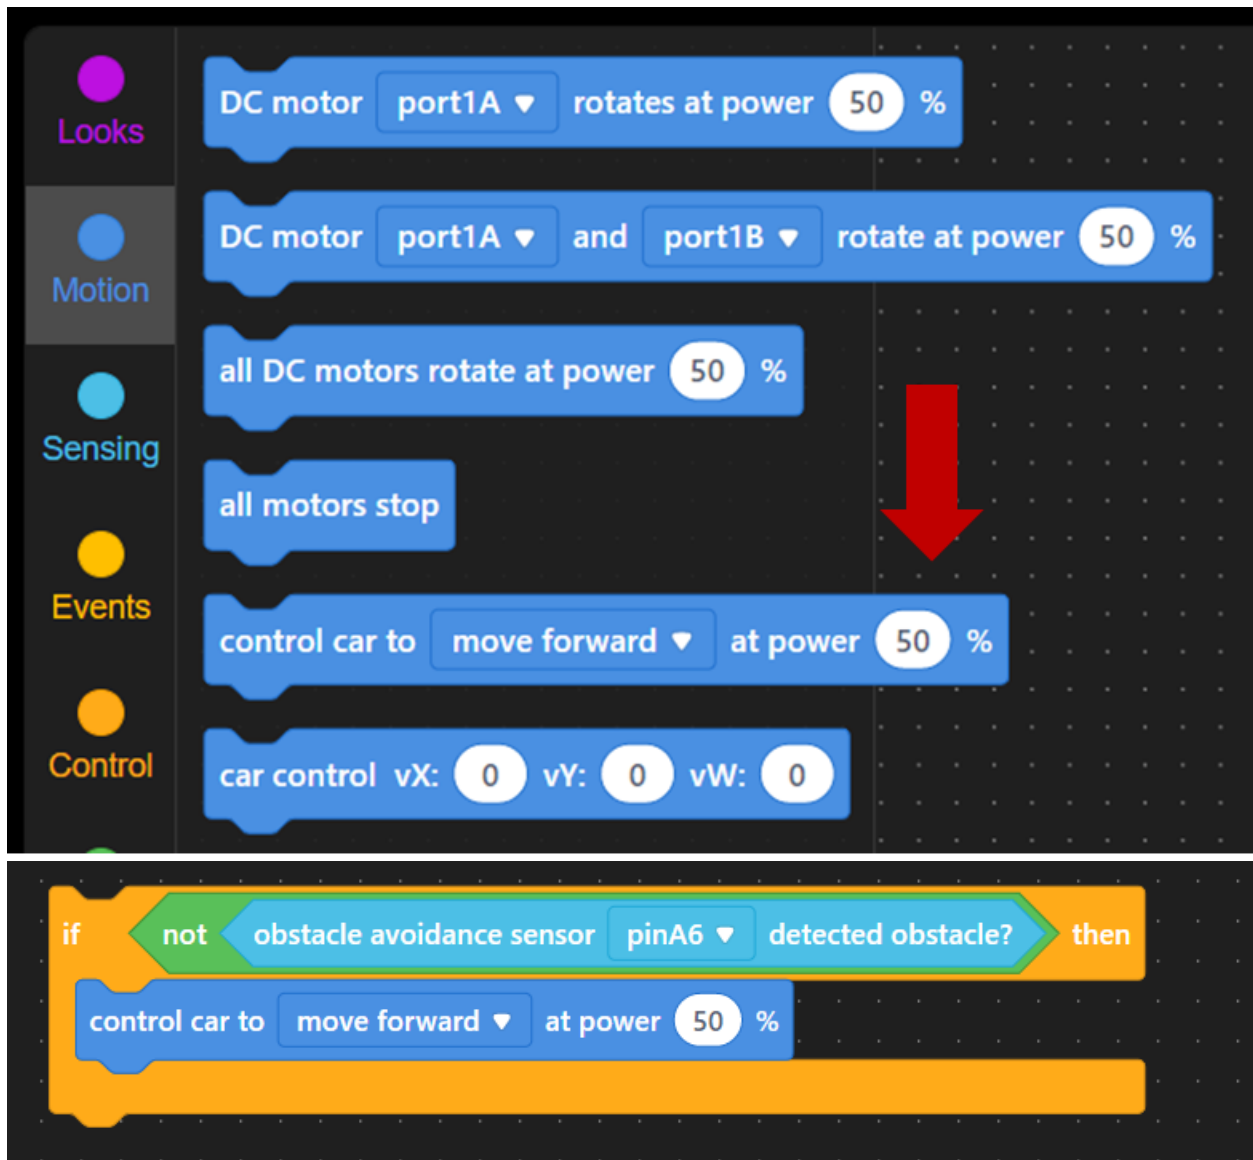 Looks
Motion
Sensing
Events
Control
DC motor port1A rotates at power 50 %
DC motor port1A and port1B rotate at power 50 %
all DC motors rotate at power 50 %
all motors stop
control car to move forward at power 50 %
car control vX: 0 vY: 0 vW: 0
if not obstacle avoidance sensor pinA6 detected obstacle? then
control car to move forward at power 50 %